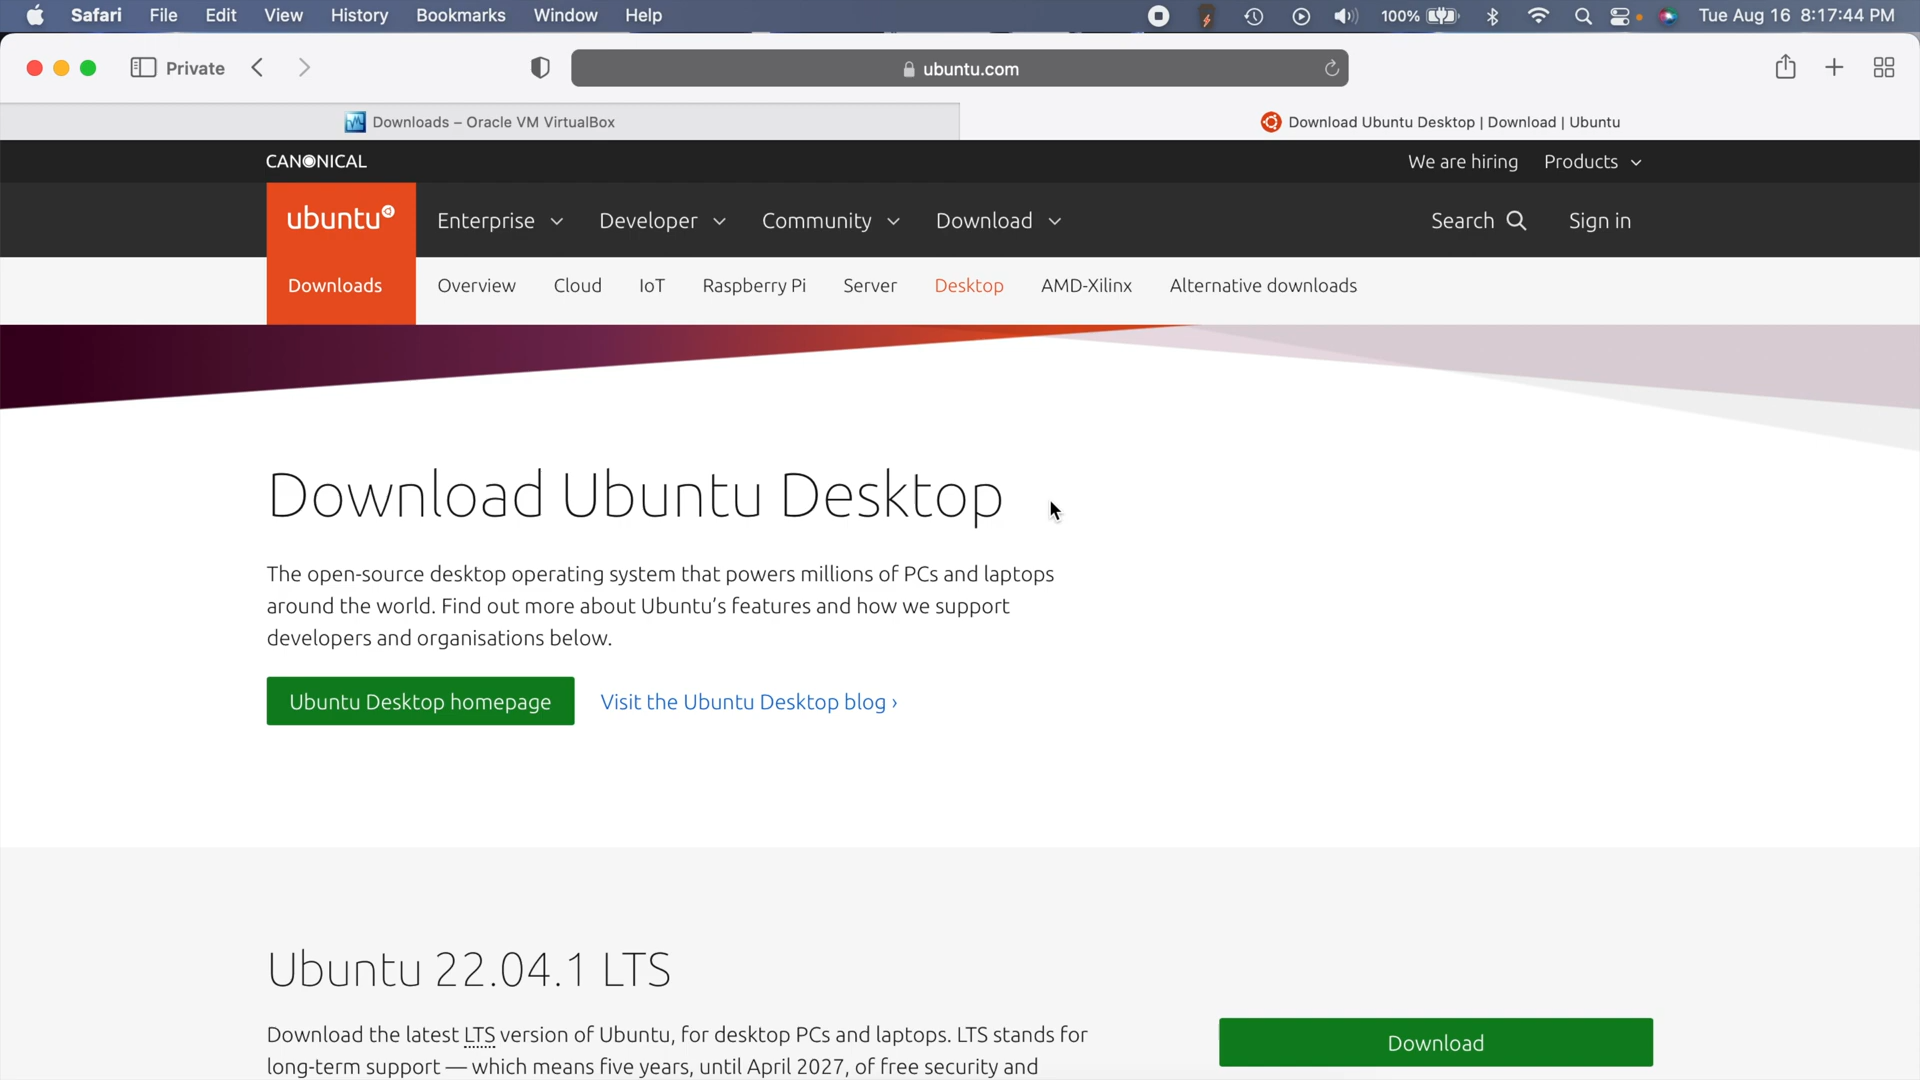 Safari File Edit View History Bookmarks Window Help 100% Tue Aug 16 8:17:44 PM
Private ubuntu.com
Downloads – Oracle VM VirtualBox Download Ubuntu Desktop | Download | Ubuntu
CANONICAL We are hiring Products
ubuntu Enterprise Developer Community Download Search Sign in
Downloads Overview Cloud IoT Raspberry Pi Server Desktop AMD-Xilinx Alternative downloads
Download Ubuntu Desktop
The open-source desktop operating system that powers millions of PCs and laptops
around the world. Find out more about Ubuntu's features and how we support
developers and organisations below.
Ubuntu Desktop homepage Visit the Ubuntu Desktop blog ›
Ubuntu 22.04.1 LTS
Download the latest LTS version of Ubuntu, for desktop PCs and laptops. LTS stands for
Download
long-term support — which means five years, until April 2027, of free security and